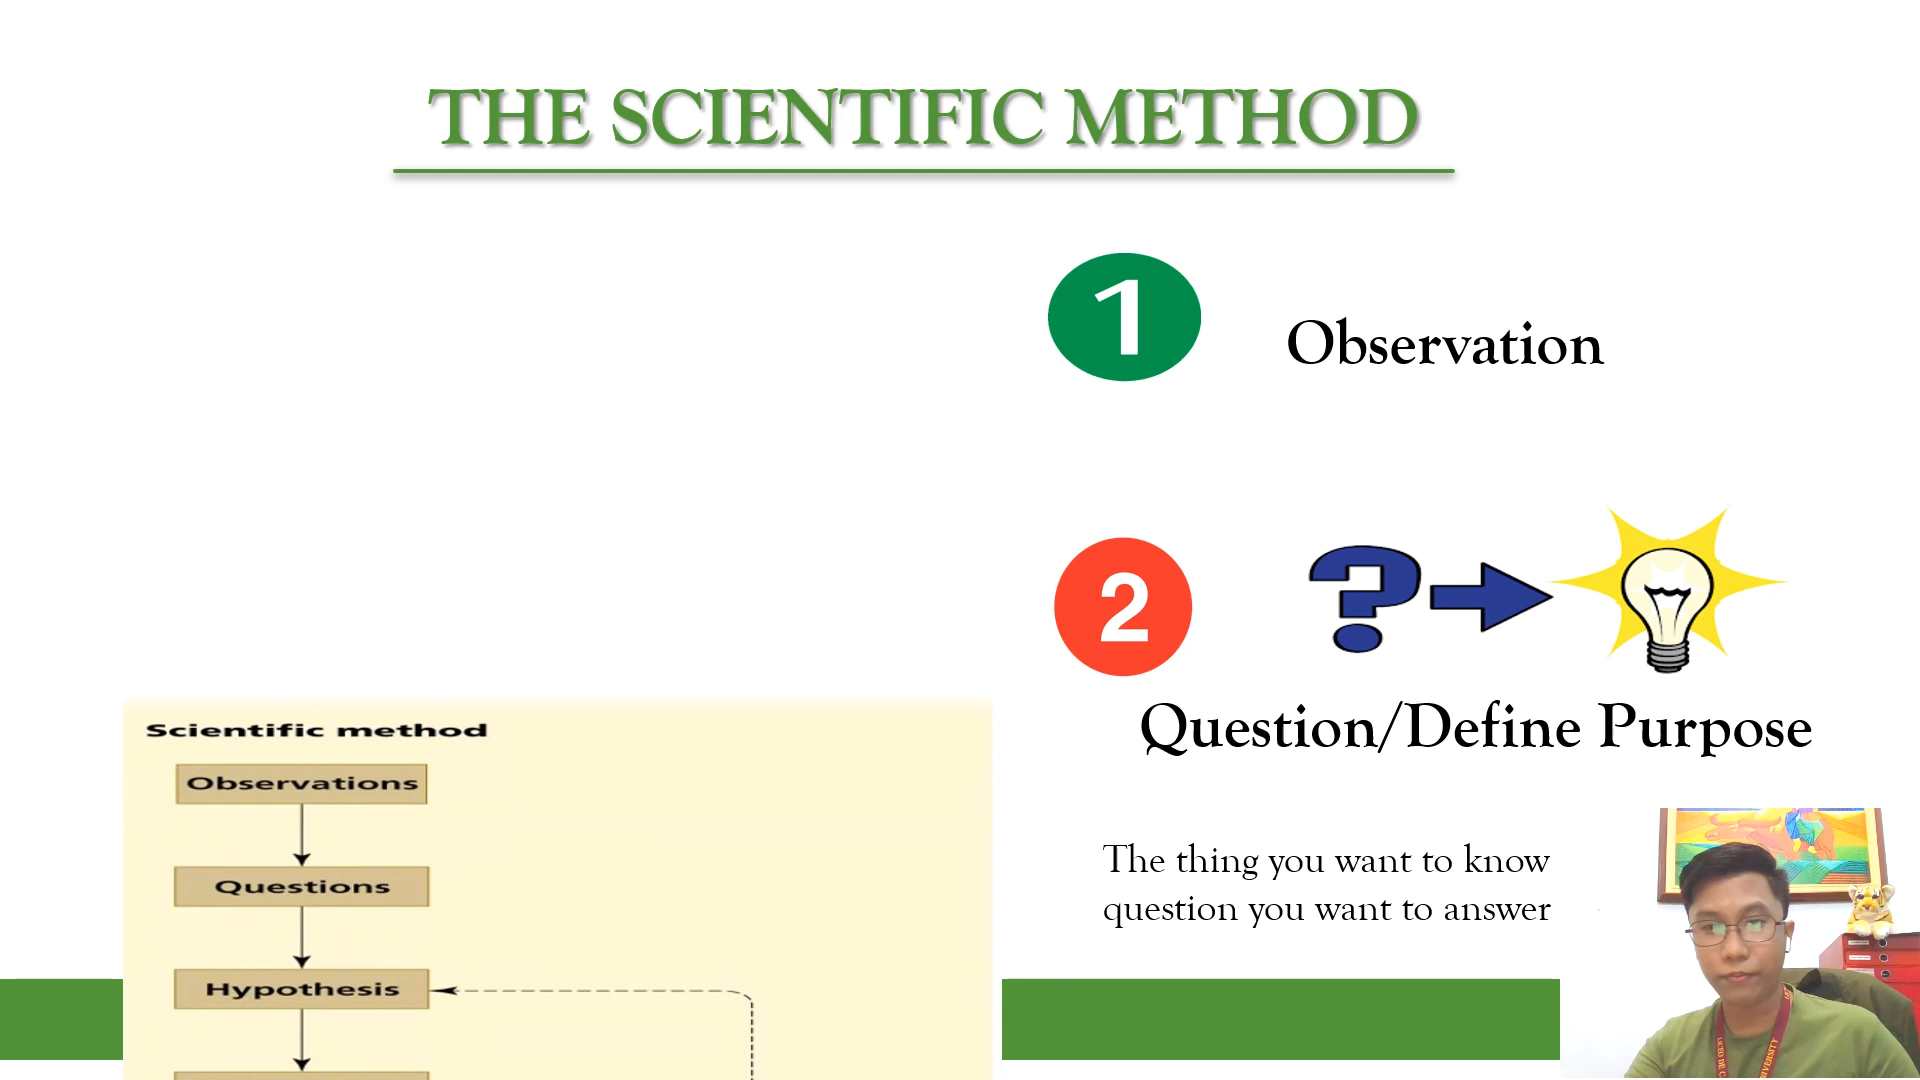 THE SCIENTIFIC METHOD
1
Observation
2
Question/Define Purpose
The thing you want to know
question you want to answer
Scientific method
Observations
Questions
Hypothesis